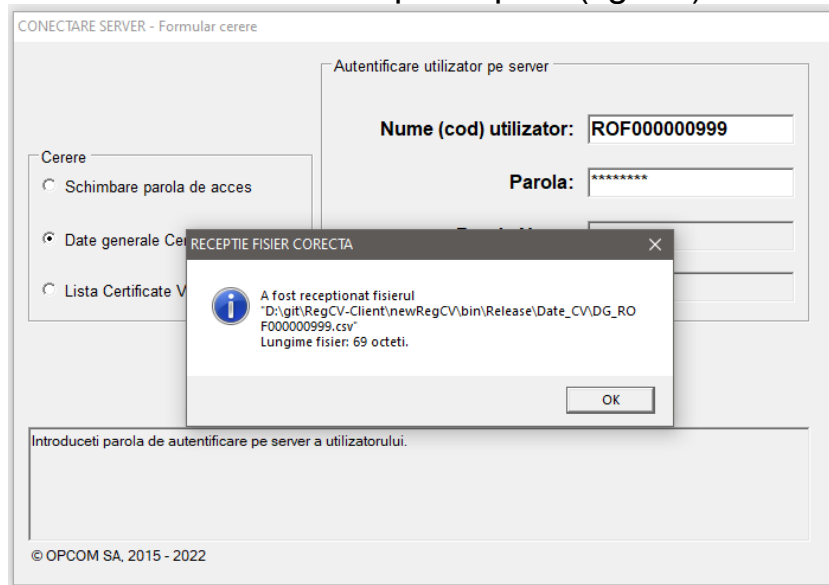 CONECTARE SERVER - Formular cerere
Autentificare utilizator pe server
Nume (cod) utilizator: ROF000000999
Cerere
Schimbare parola de acces
Parola: ********
Date generale
RECEPTIE FISIER CORECTA
Lista Certificate
A fost receptionat fisierul
"D:\git\RegCV-Client\newRegCV\bin\Release\Date_CV\DG_RO
F000000999.csv"
Lungime fisier: 69 octeti.
OK
Introduceti parola de autentificare pe server a utilizatorului.
© OPCOM SA, 2015 - 2022